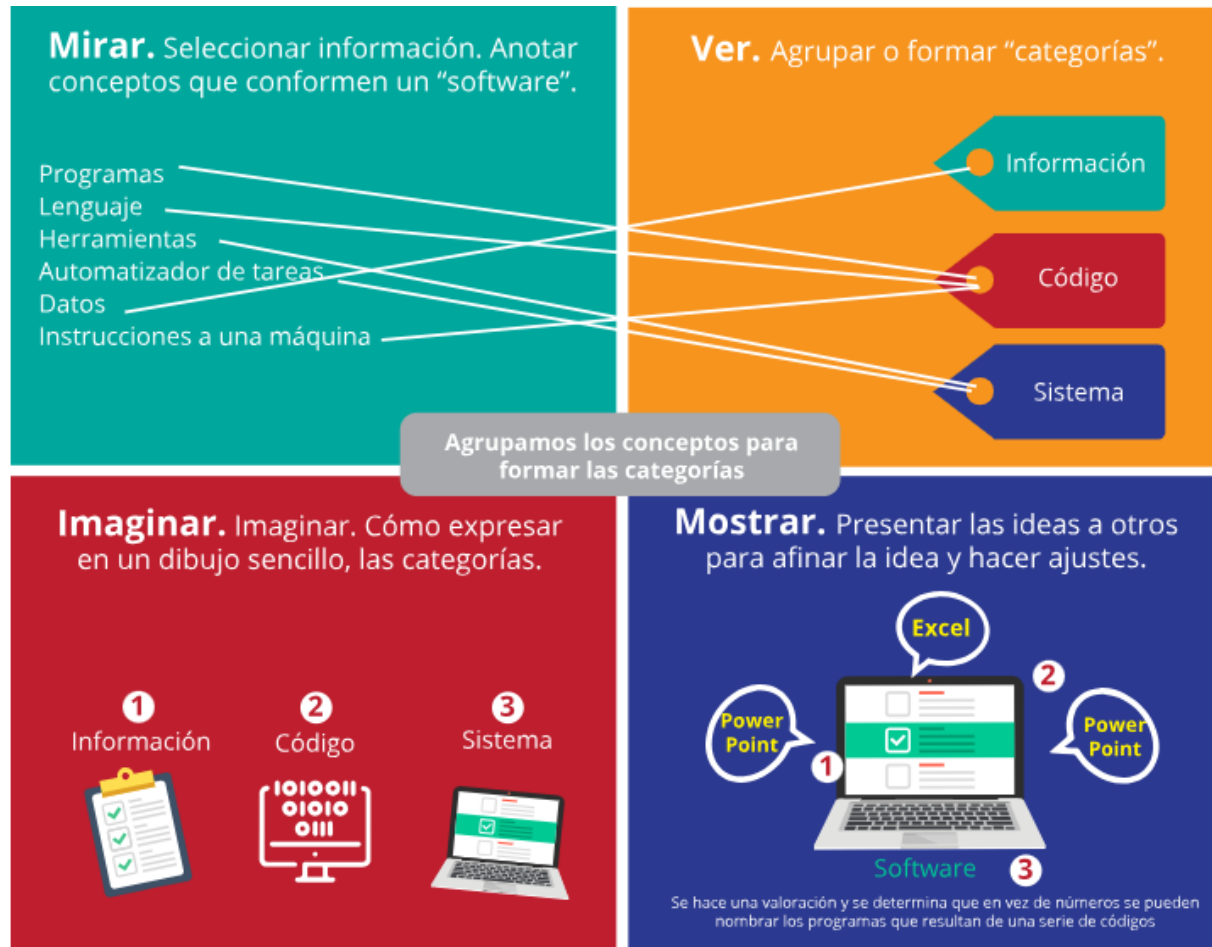 Mirar. Seleccionar información. Anotar
conceptos que conformen un “software”.
Programas
Lenguaje
Herramientas
Automatizador de tareas
Datos
Instrucciones a una máquina
Ver. Agrupar o formar “categorías”.
Información
Código
Sistema
Agrupamos los conceptos para
formar las categorías
Imaginar. Imaginar. Cómo expresar
en un dibujo sencillo, las categorías.
1
Información
2
Código
3
Sistema
1010011
01010
0111
Mostrar. Presentar las ideas a otros
para afinar la idea y hacer ajustes.
Excel
2
Power
Point
Power
Point
1
Software
3
Se hace una valoración y se determina que en vez de números se pueden
nombrar los programas que resultan de una serie de códigos